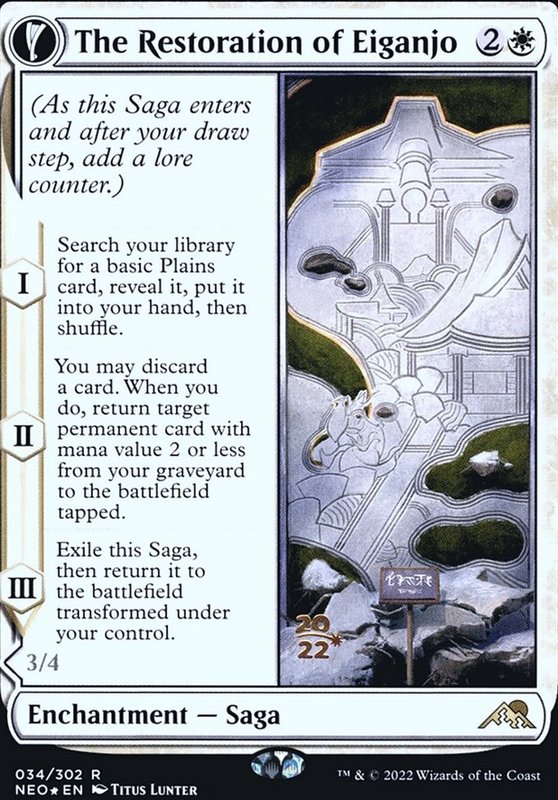 The Restoration of Eiganjo 2
(As this Saga enters
and after your draw
step, add a lore
counter.)
I
Search your library
for a basic Plains
card, reveal it, put it
into your hand, then
shuffle.
II
You may discard
a card. When you
do, return target
permanent card with
mana value 2 or less
from your graveyard
to the battlefield
tapped.
III
Exile this Saga,
then return it to
the battlefield
transformed under
your control.
3/4
20
22*
Enchantment — Saga
034/302 R
NEO★EN Titus Lunter
™ & © 2022 Wizards of the Coast